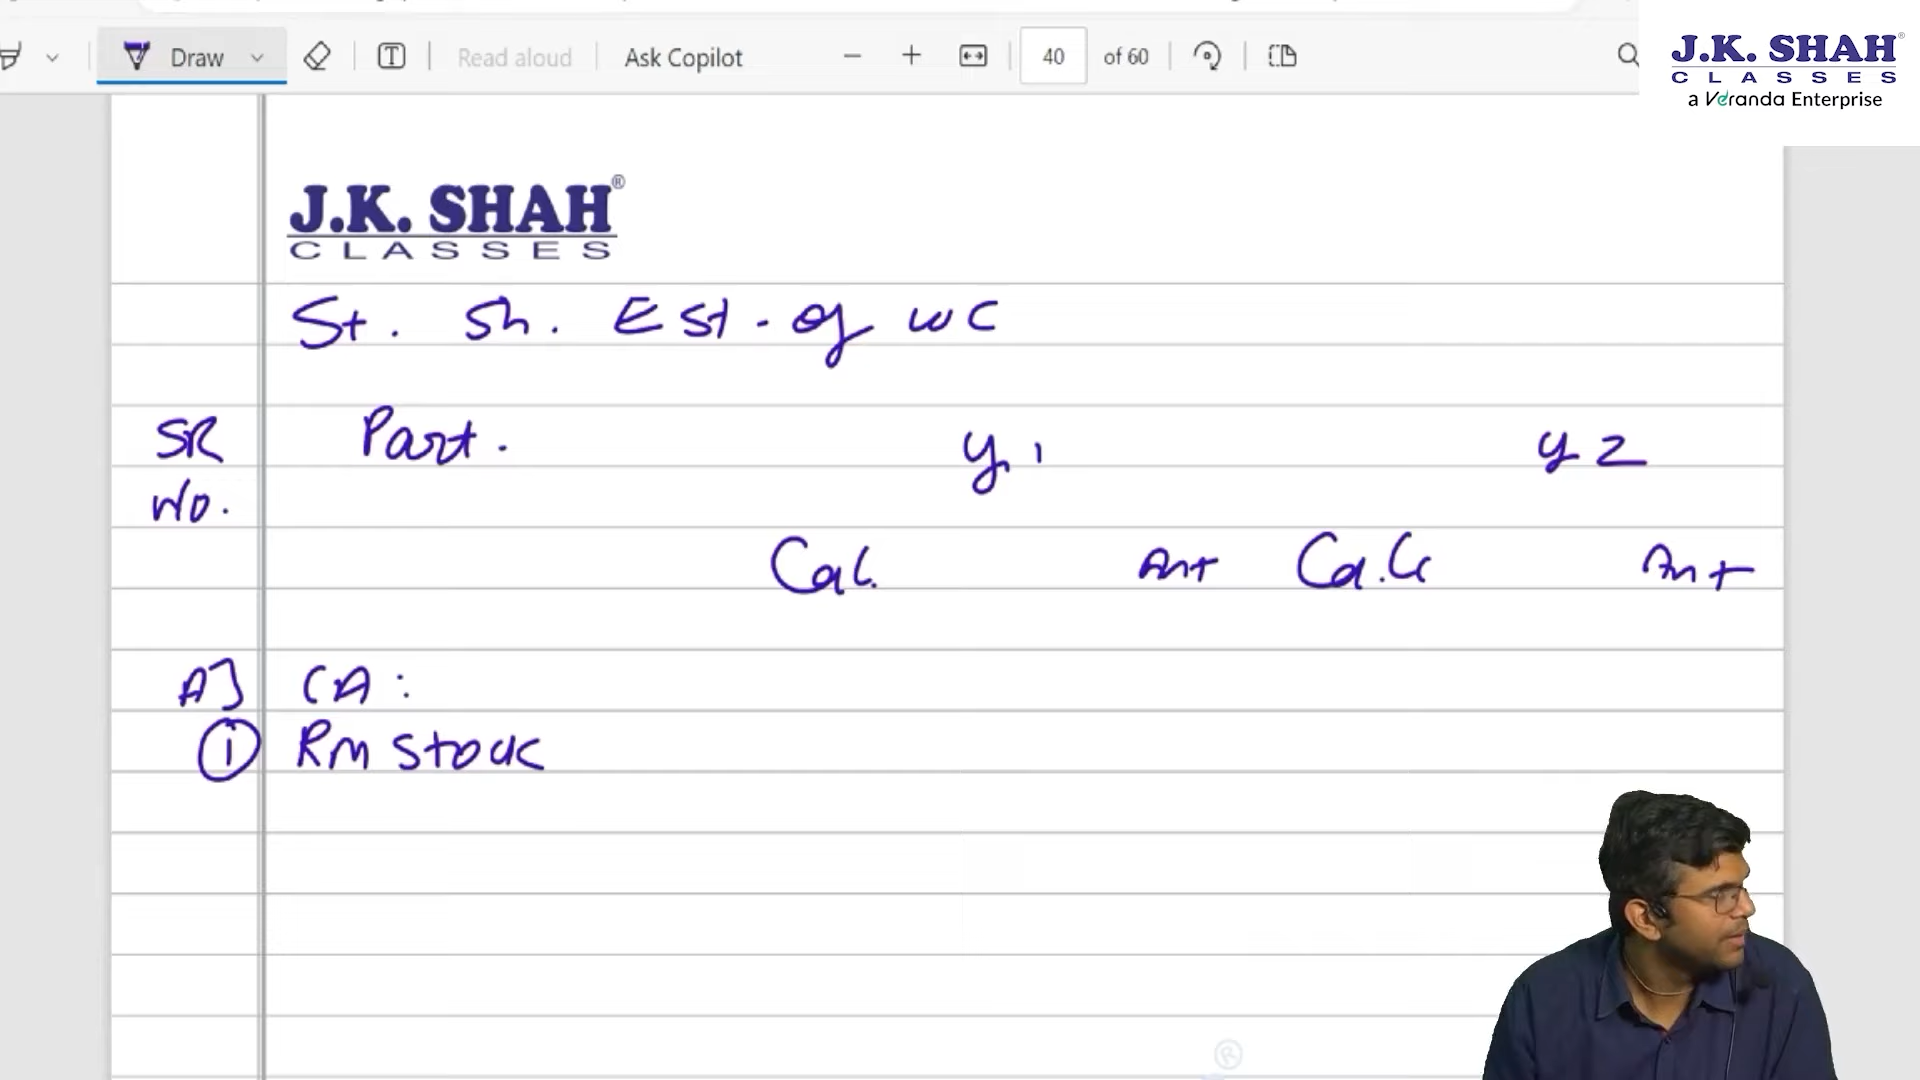 Draw
Read aloud
Ask Copilot
40 of 60
J.K. SHAH®
CLASSES
a Veranda Enterprise
J.K. SHAH®
CLASSES
St. Sh. Est. of WC
SR No.
Part.
Y1
Y2
Cal.
Amt
Calc
Amt
A] CA:
① RM Stock
®